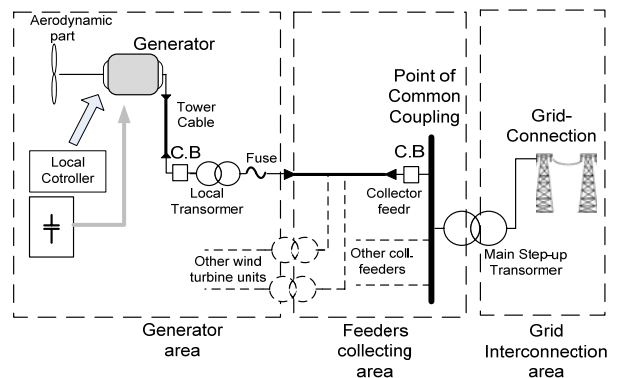 Aerodynamic
part
Generator
Tower
Cable
Local
Cotroller
C.B
Local
Transormer
Fuse
Other wind
turbine units
Generator
area
Point of
Common
Coupling
C.B
Collector
feedr
Other coll.
feeders
Feeders
collecting
area
Grid-
Connection
Main Step-up
Transormer
Grid
Interconnection
area